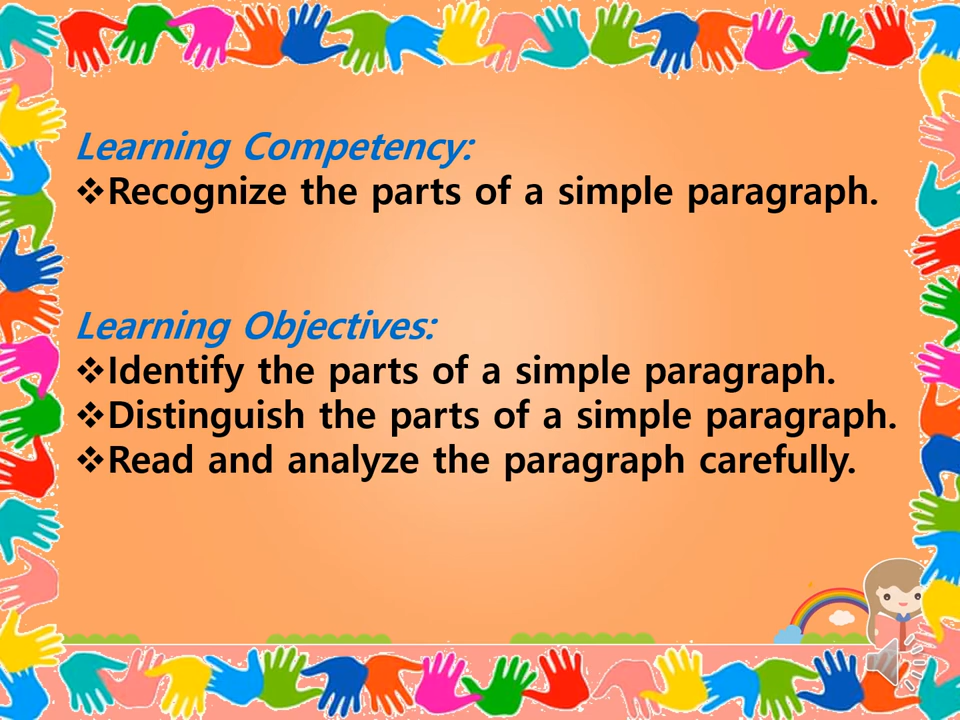 Learning Competency:
❖Recognize the parts of a simple paragraph.
Learning Objectives:
❖Identify the parts of a simple paragraph.
❖Distinguish the parts of a simple paragraph.
❖Read and analyze the paragraph carefully.